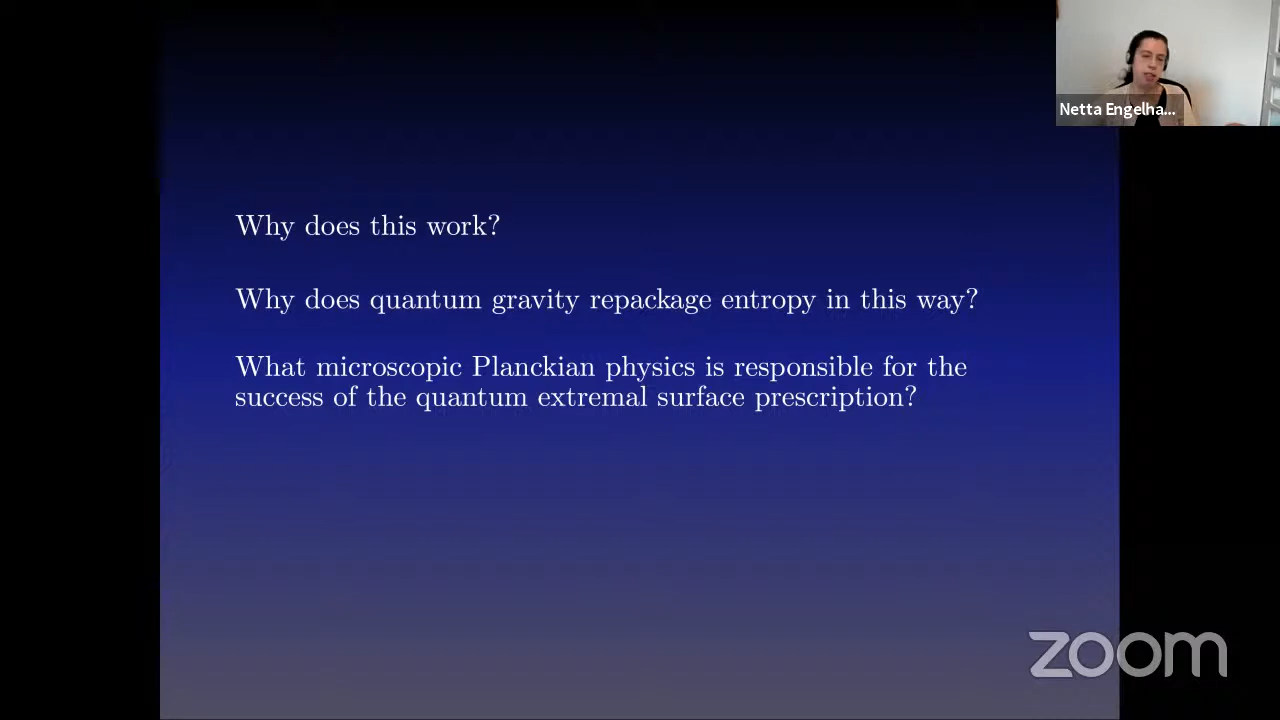 Netta Engelha...
Why does this work?
Why does quantum gravity repackage entropy in this way?
What microscopic Planckian physics is responsible for the
success of the quantum extremal surface prescription?
zoom